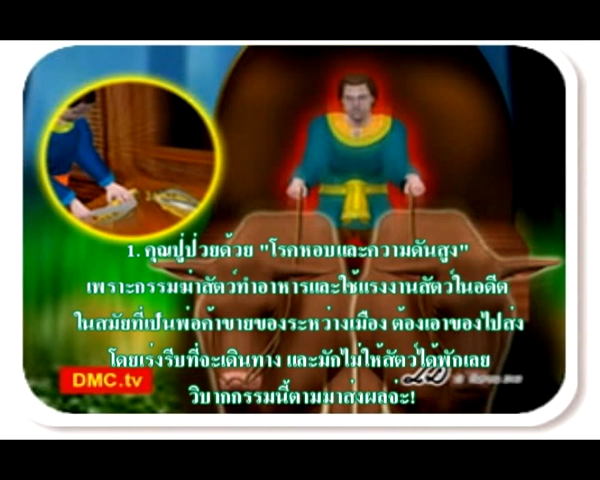 1. คุณปู่ป่วยด้วย "โรคหอบและความดันสูง"
เพราะกรรมฆ่าสัตว์ทำอาหารและใช้แรงงานสัตว์ในอดีต
ในสมัยที่เป็นพ่อค้าขายของระหว่างเมือง ต้องเอาของไปส่ง
โดยเร่งรีบที่จะเดินทาง และมักไม่ให้สัตว์ได้พักเลย
DMC.tv
วิบากกรรมนี้ตามมาส่งผลจ้ะ!